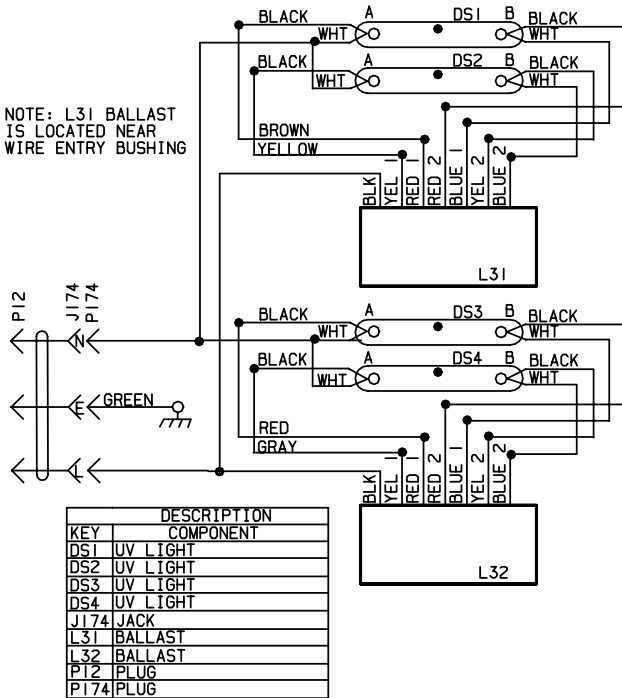 BLACK A DS1 B BLACK
WHT WHT
BLACK A DS2 B BLACK
WHT WHT
NOTE: L31 BALLAST
IS LOCATED NEAR
WIRE ENTRY BUSHING
BROWN
YELLOW
BLK
YEL 1
RED 1
RED 2
BLUE 1
YEL 2
BLUE 2
L31
P12
J174
P174
N
E
GREEN
L
BLACK A DS3 B BLACK
WHT WHT
BLACK A DS4 B BLACK
WHT WHT
RED
GRAY
BLK
YEL 1
RED 1
RED 2
BLUE 1
YEL 2
BLUE 2
L32
DESCRIPTION
KEY COMPONENT
DS1 UV LIGHT
DS2 UV LIGHT
DS3 UV LIGHT
DS4 UV LIGHT
J174 JACK
L31 BALLAST
L32 BALLAST
P12 PLUG
P174 PLUG